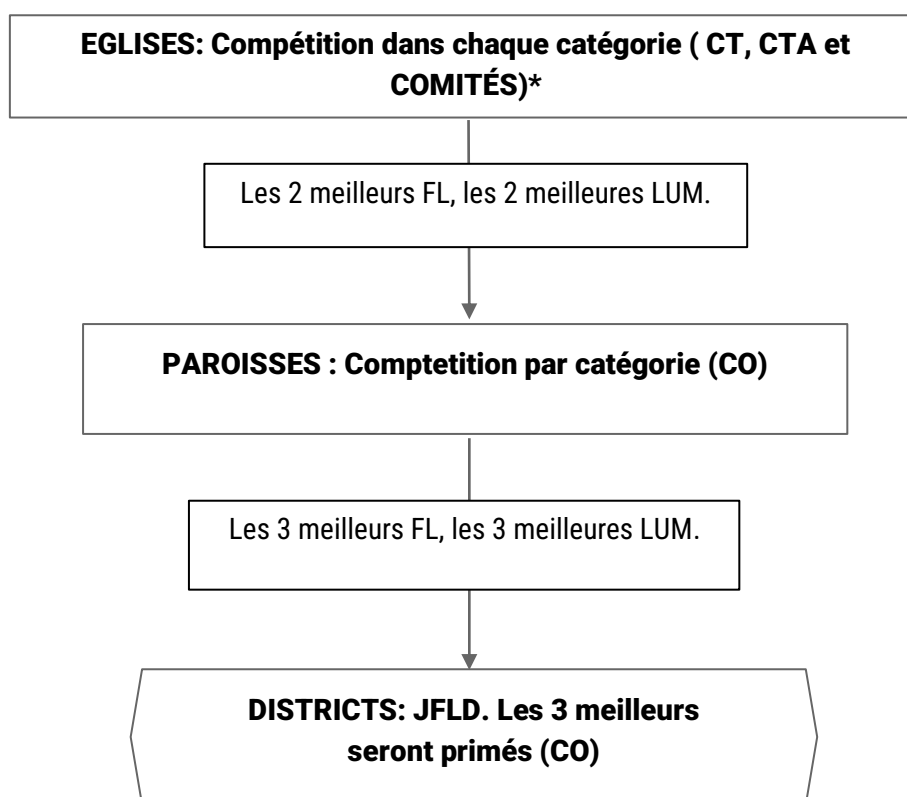 EGLISES: Compétition dans chaque catégorie ( CT, CTA et
COMITÉS)*
Les 2 meilleurs FL, les 2 meilleures LUM.
PAROISSES : Comptetition par catégorie (CO)
Les 3 meilleurs FL, les 3 meilleures LUM.
DISTRICTS: JFLD. Les 3 meilleurs
seront primés (CO)